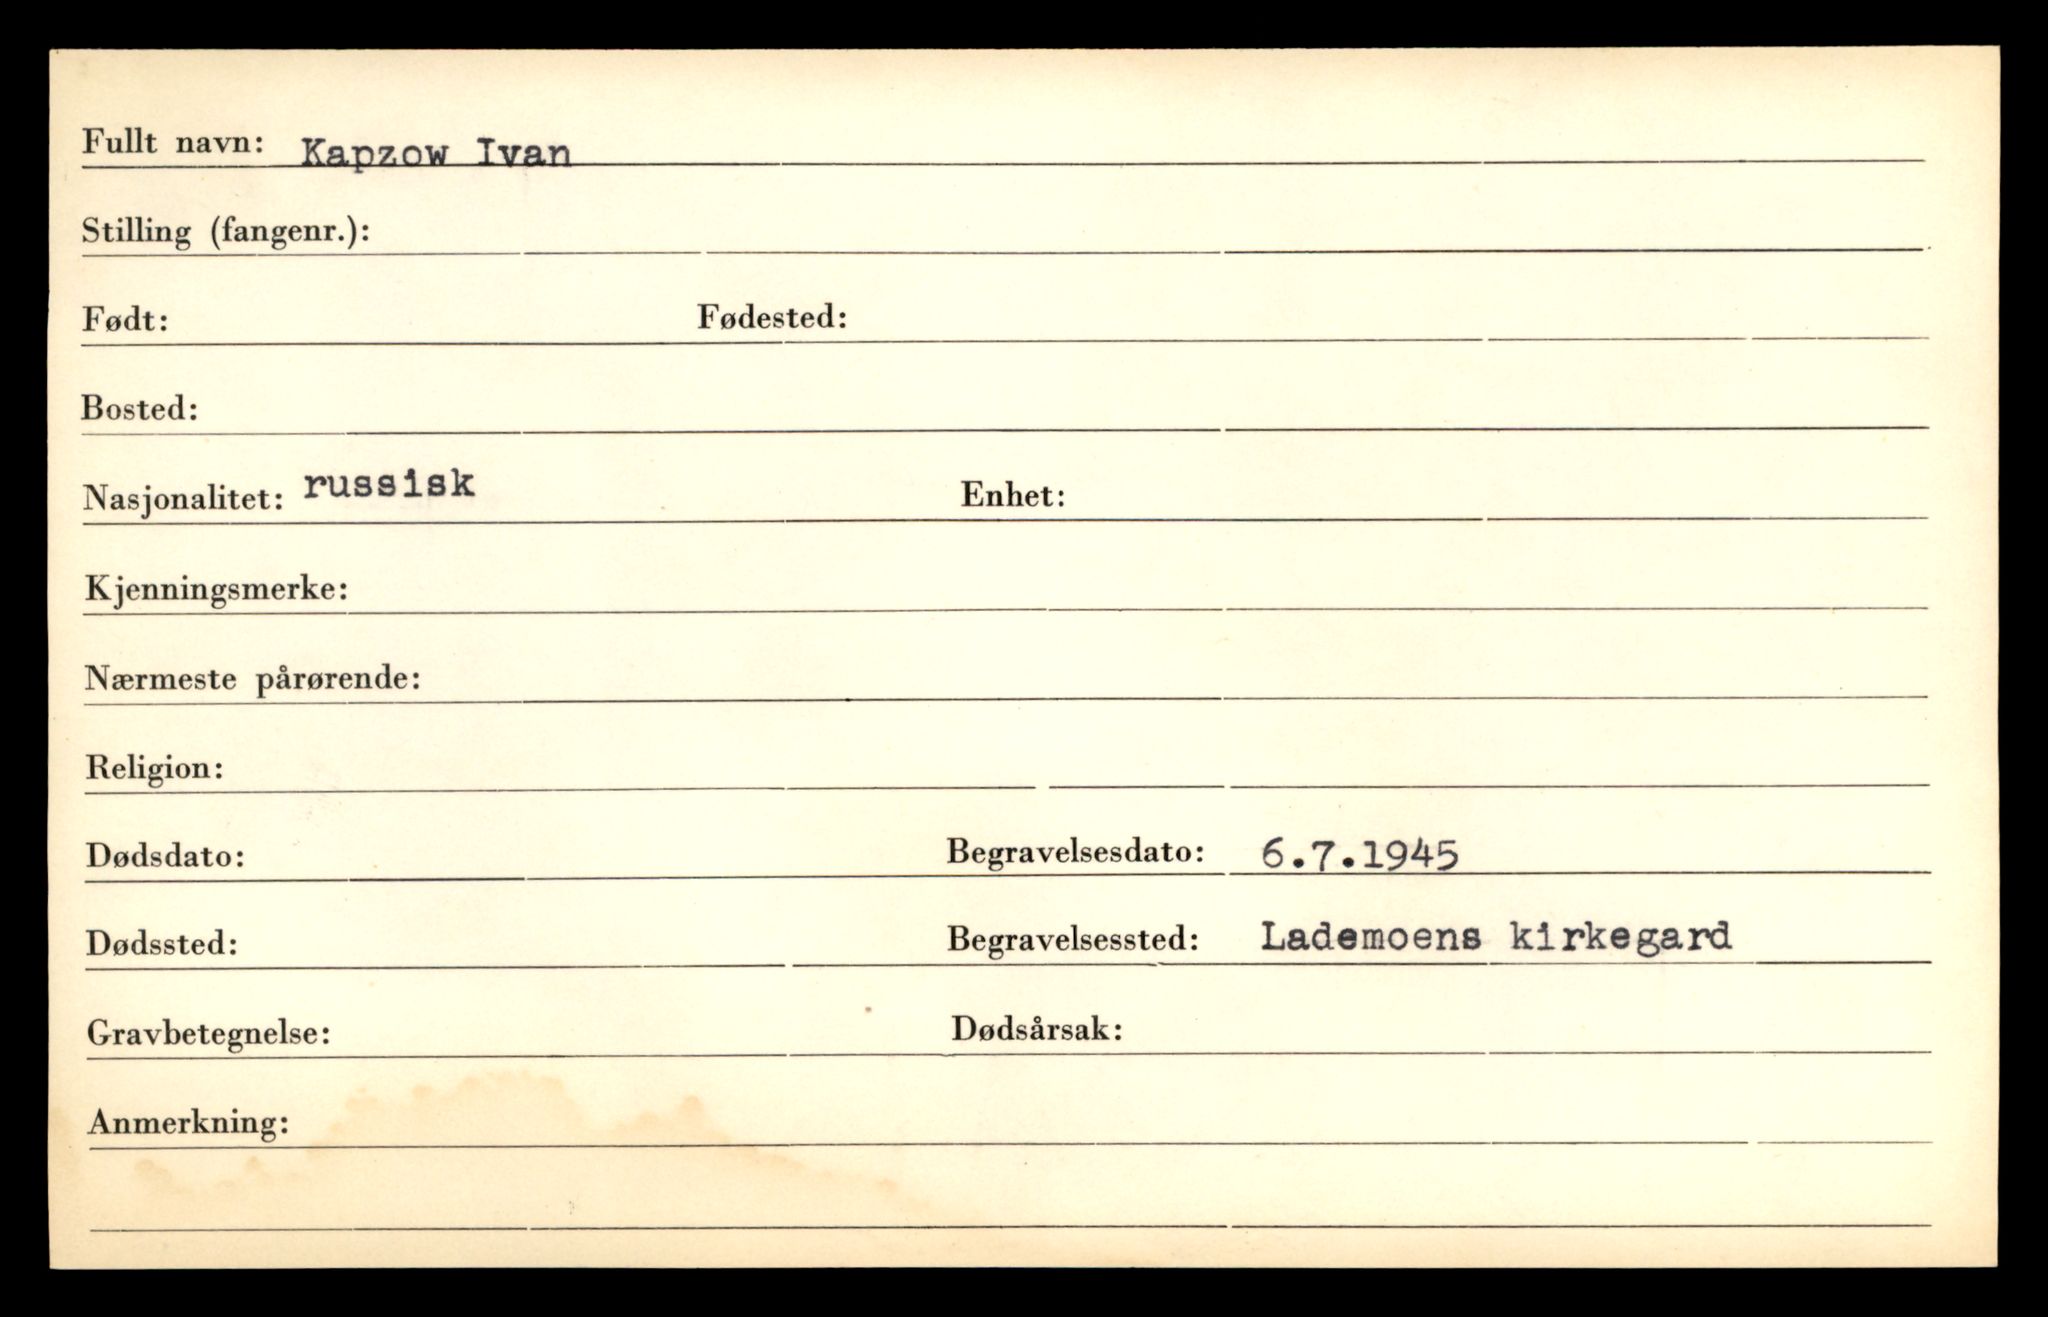 Fullt navn: Kapzow Ivan
Stilling (fangenr.):
Født: Fødested:
Bosted:
Nasjonalitet: russisk Enhet:
Kjenningsmerke:
Nærmeste pårørende:
Religion:
Dødsdato: Begravelsesdato: 6.7.1945
Dødssted: Begravelsessted: Lademoens kirkegard
Gravbetegnelse: Dødsårsak:
Anmerkning: